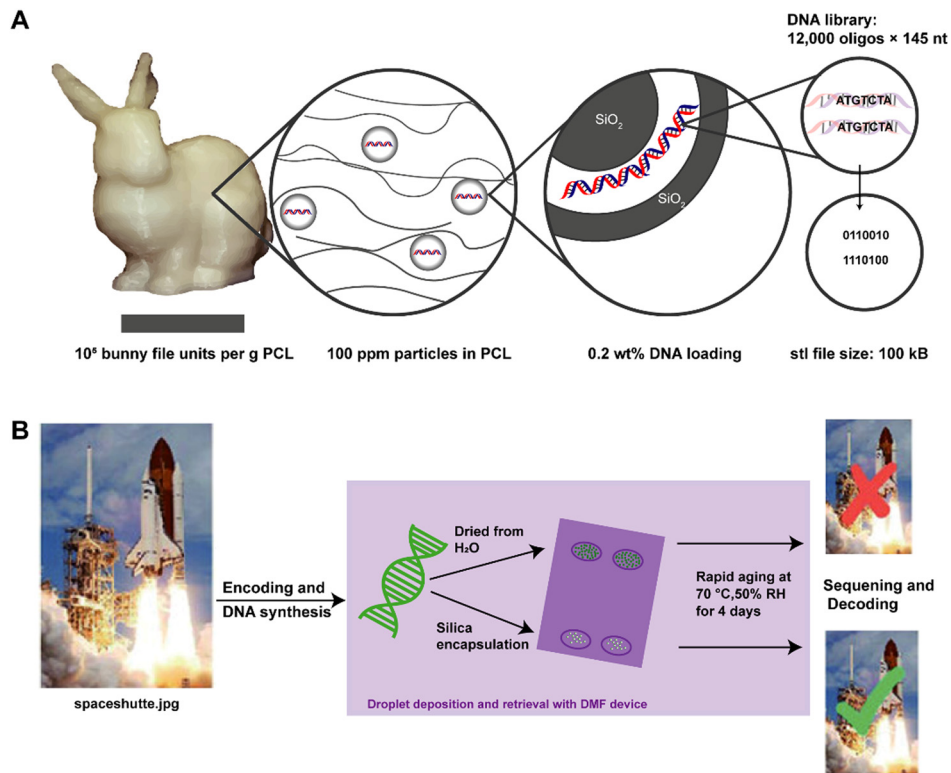 A
DNA library:
12,000 oligos × 145 nt
ATGTCTA
ATGTCTA
SiO₂
SiO₂
0110010
1110100
10⁸ bunny file units per g PCL
100 ppm particles in PCL
0.2 wt% DNA loading
stl file size: 100 kB
B
Encoding and
DNA synthesis
spaceshutte.jpg
Dried from
H₂O
Silica
encapsulation
Rapid aging at
70 °C,50% RH
for 4 days
Droplet deposition and retrieval with DMF device
Sequening and
Decoding